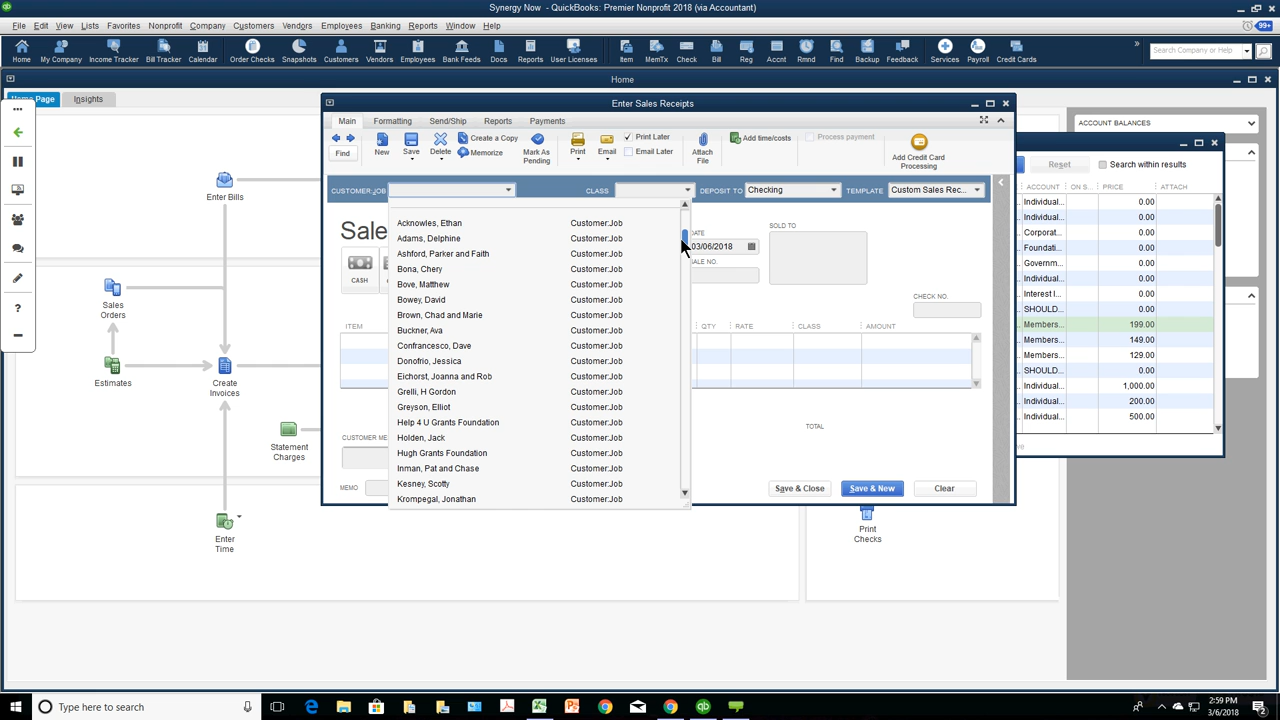 Synergy Now - QuickBooks: Premier Nonprofit 2018 (via Accountant)
File Edit View Lists Favorites Nonprofit Company Customers Vendors Employees Banking Reports Window Help 99+
Home My Company Income Tracker Bill Tracker Calendar Order Checks Snapshots Customers Vendors Employees Bank Feeds Docs Reports User Licenses Item MemTx Check Bill Reg Accnt Rmnd Find Backup Feedback » Services Payroll Credit Cards Search Company or Help
Home
Home Page Insights
ACCOUNT BALANCES
Enter Sales Receipts
Main Formatting Send/Ship Reports Payments
Find New Save Delete Create a Copy Memorize Mark As Pending Print Email Print Later Email Later Attach File Add time/costs Process payment Add Credit Card Processing
CUSTOMER:JOB CLASS DEPOSIT TO Checking TEMPLATE Custom Sales Rec...
Sale
CASH
DATE
03/06/2018
SALE NO.
SOLD TO
CHECK NO.
ITEM QTY RATE CLASS AMOUNT
TOTAL
CUSTOMER ME
MEMO
Save & Close Save & New Clear
Acknowles, Ethan Customer:Job
Adams, Delphine Customer:Job
Ashford, Parker and Faith Customer:Job
Bona, Chery Customer:Job
Bove, Matthew Customer:Job
Bowey, David Customer:Job
Brown, Chad and Marie Customer:Job
Buckner, Ava Customer:Job
Confrancesco, Dave Customer:Job
Donofrio, Jessica Customer:Job
Eichorst, Joanna and Rob Customer:Job
Grelli, H Gordon Customer:Job
Greyson, Elliot Customer:Job
Help 4 U Grants Foundation Customer:Job
Holden, Jack Customer:Job
Hugh Grants Foundation Customer:Job
Inman, Pat and Chase Customer:Job
Kesney, Scotty Customer:Job
Krompegal, Jonathan Customer:Job
Reset Search within results
ACCOUNT ON S... PRICE ATTACH
Individual... 0.00
Individual... 0.00
Corporat... 0.00
Foundati... 0.00
Governm... 0.00
Individual... 0.00
Interest I... 0.00
SHOULD... 0.00
Members... 199.00
Members... 149.00
Members... 129.00
SHOULD... 0.00
Individual... 1,000.00
Individual... 200.00
Individual... 500.00
Enter Bills
Sales Orders
Estimates
Create Invoices
Statement Charges
Enter Time
Print Checks
Type here to search
2:59 PM
3/6/2018
2